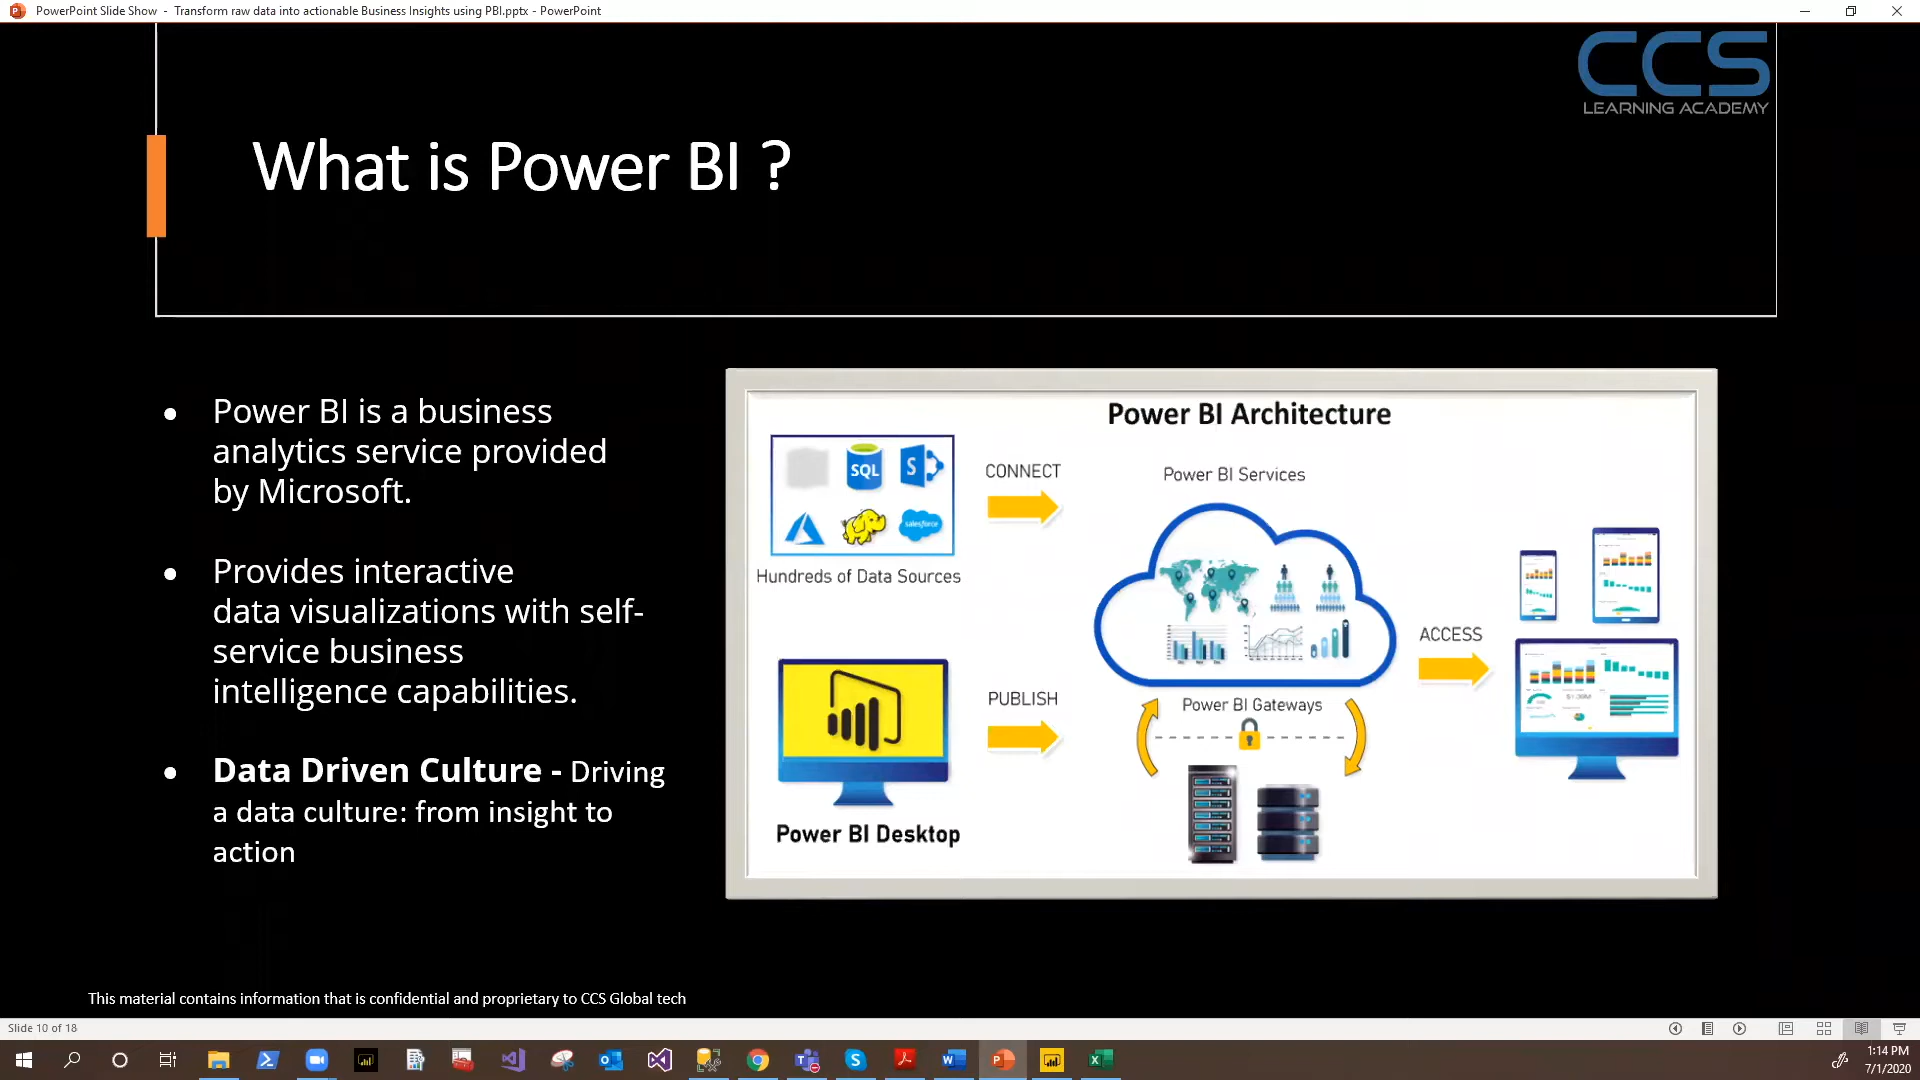 PowerPoint Slide Show - Transform raw data into actionable Business Insights using PBI.pptx - PowerPoint
CCS
LEARNING ACADEMY
What is Power BI ?
Power BI is a business
analytics service provided
by Microsoft.
Provides interactive
data visualizations with self-
service business
intelligence capabilities.
Data Driven Culture - Driving
a data culture: from insight to
action
Power BI Architecture
SQL
S
salesforce
Hundreds of Data Sources
CONNECT
Power BI Services
ACCESS
PUBLISH
Power BI Gateways
Power BI Desktop
This material contains information that is confidential and proprietary to CCS Global tech
Slide 10 of 18
1:14 PM
7/1/2020